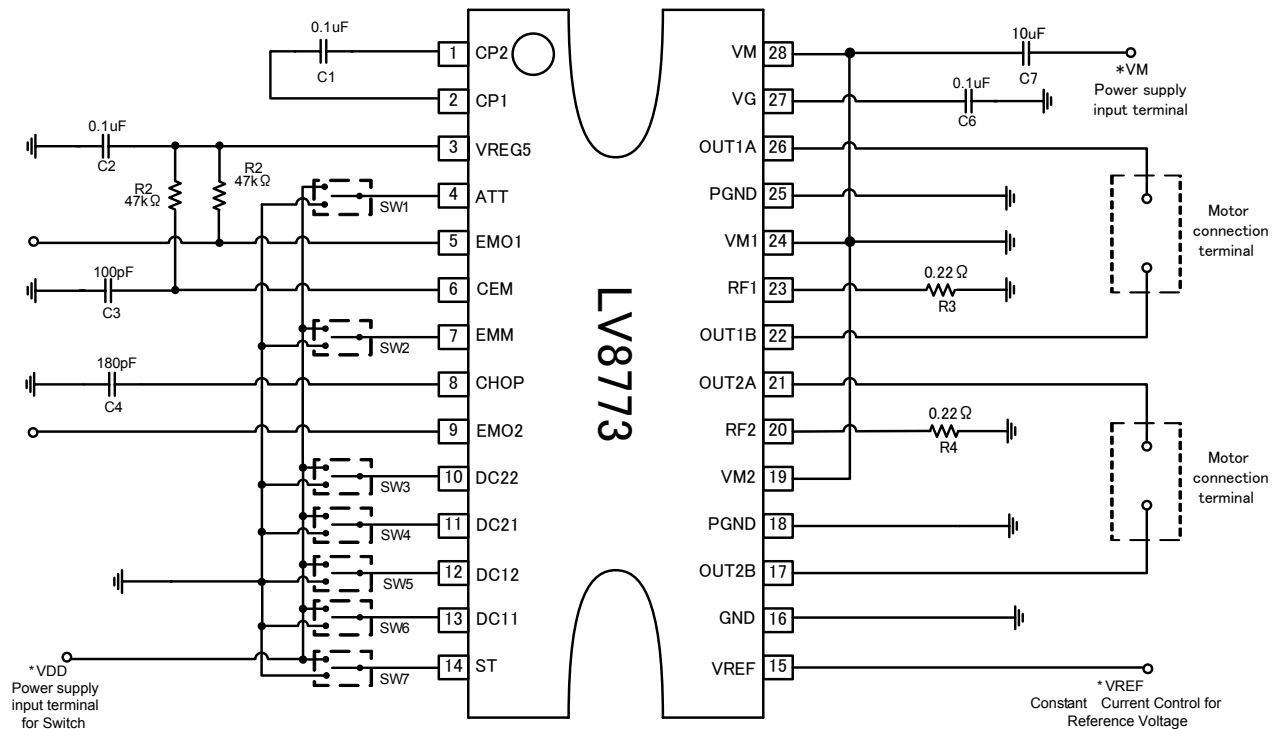 0.1uF
C1
1 CP2
2 CP1
0.1uF
C2
3 VREG5
R2
47kΩ
R2
47kΩ
SW1
4 ATT
5 EMO1
100pF
C3
6 CEM
SW2
7 EMM
180pF
C4
8 CHOP
9 EMO2
SW3
10 DC22
SW4
11 DC21
SW5
12 DC12
SW6
13 DC11
SW7
14 ST
*VDD
Power supply
input terminal
for Switch
LV8773
VM 28
10uF
C7
*VM
Power supply
input terminal
VG 27
0.1uF
C6
OUT1A 26
PGND 25
VM1 24
Motor
connection
terminal
RF1 23
0.22Ω
R3
OUT1B 22
OUT2A 21
RF2 20
0.22Ω
R4
VM2 19
Motor
connection
terminal
PGND 18
OUT2B 17
GND 16
VREF 15
*VREF
Constant Current Control for
Reference Voltage